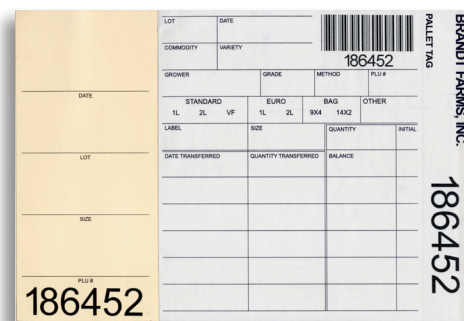 DATE
LOT
SIZE
PLU #
186452
LOT DATE
186452
COMMODITY VARIETY
GROWER GRADE METHOD PLU #
STANDARD EURO BAG OTHER
1L 2L VF 1L 2L 9X4 14X2
LABEL SIZE QUANTITY INITIAL
DATE TRANSFERRED QUANTITY TRANSFERRED BALANCE
BRANDT FARMS, INC.
PALLET TAG
186452